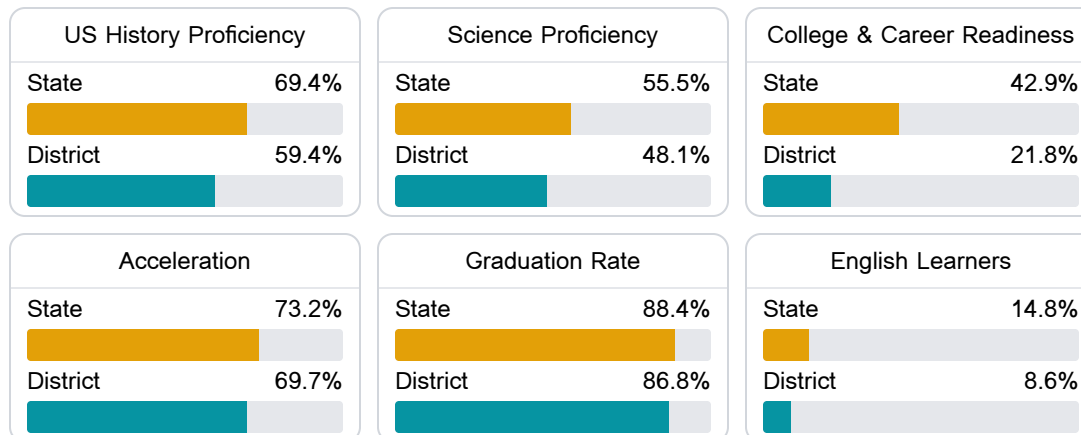 US History Proficiency
State 69.4%
District 59.4%
Science Proficiency
State 55.5%
District 48.1%
College & Career Readiness
State 42.9%
District 21.8%
Acceleration
State 73.2%
District 69.7%
Graduation Rate
State 88.4%
District 86.8%
English Learners
State 14.8%
District 8.6%